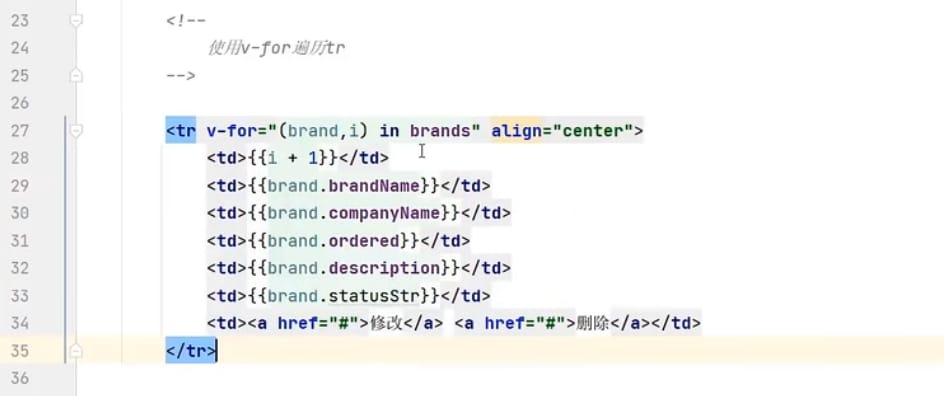 23 <!--
24 使用v-for遍历tr
25 -->
26
27 <tr v-for="(brand,i) in brands" align="center">
28 <td>{{i + 1}}</td>
29 <td>{{brand.brandName}}</td>
30 <td>{{brand.companyName}}</td>
31 <td>{{brand.ordered}}</td>
32 <td>{{brand.description}}</td>
33 <td>{{brand.statusStr}}</td>
34 <td><a href="#">修改</a> <a href="#">删除</a></td>
35 </tr>
36